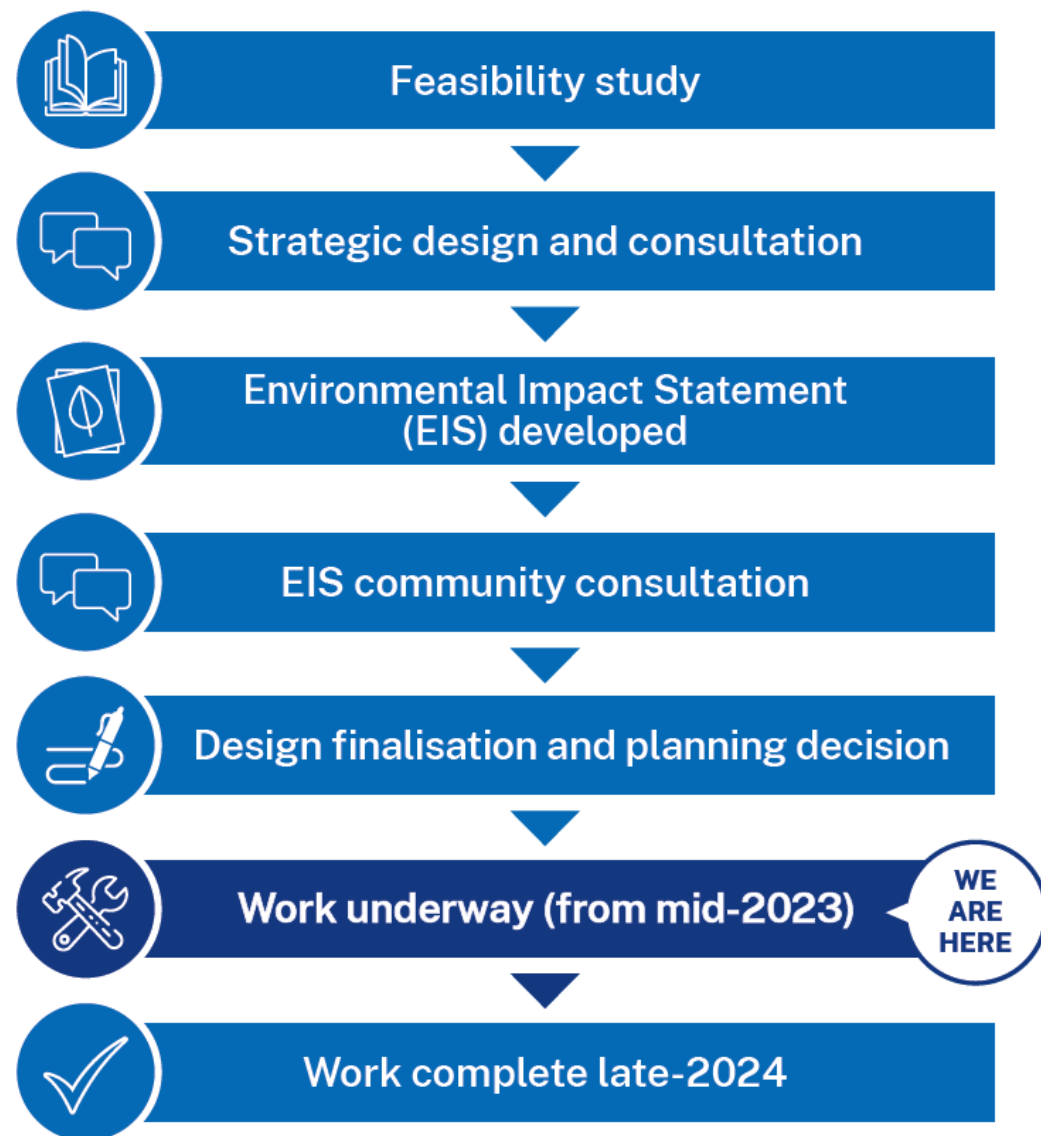 Feasibility study
Strategic design and consultation
Environmental Impact Statement
(EIS) developed
EIS community consultation
Design finalisation and planning decision
Work underway (from mid-2023)
WE
ARE
HERE
Work complete late-2024